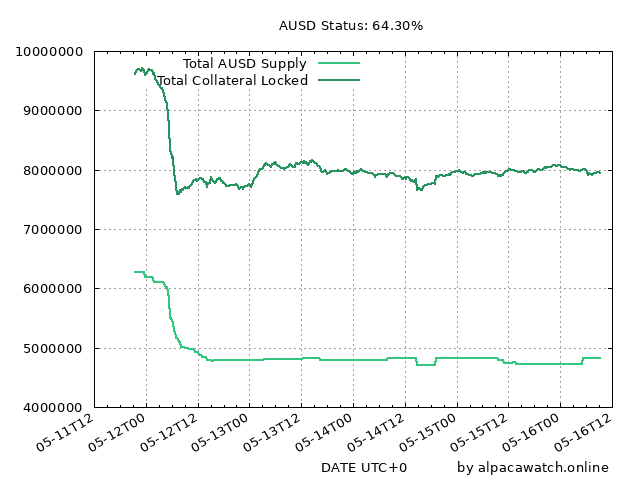 AUSD Status: 64.30%
Total AUSD Supply
Total Collateral Locked
10000000
9000000
8000000
7000000
6000000
5000000
4000000
05-11T12
05-12T00
05-12T12
05-13T00
05-13T12
05-14T00
05-14T12
05-15T00
05-15T12
05-16T00
05-16T12
DATE UTC+0
by alpacawatch.online